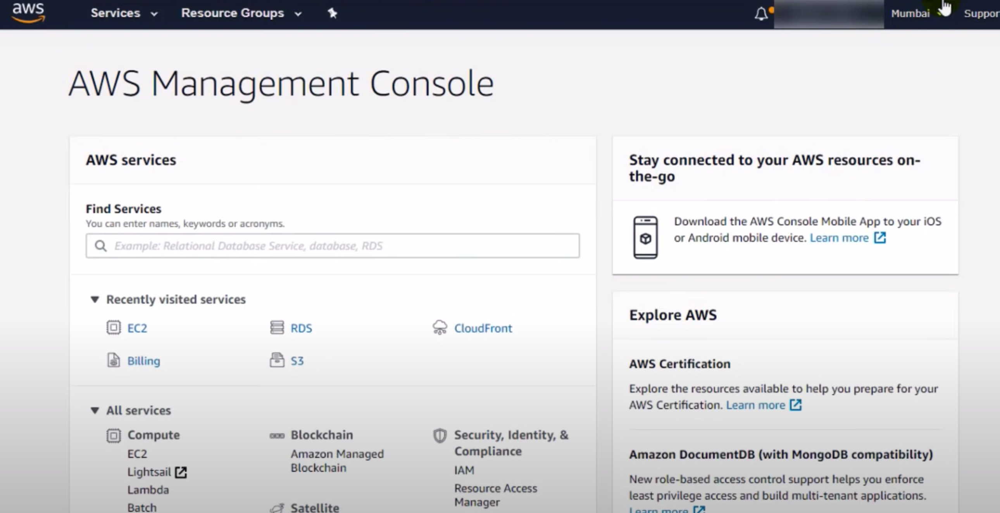 aws
Services
Resource Groups
Mumbai
Suppor
AWS Management Console
AWS services
Find Services
You can enter names, keywords or acronyms.
Example: Relational Database Service, database, RDS
Recently visited services
EC2
RDS
CloudFront
Billing
S3
All services
Compute
EC2
Lightsail
Lambda
Batch
Blockchain
Amazon Managed
Blockchain
Satellite
Security, Identity, &
Compliance
IAM
Resource Access
Manager
Stay connected to your AWS resources on-
the-go
Download the AWS Console Mobile App to your iOS
or Android mobile device. Learn more
Explore AWS
AWS Certification
Explore the resources available to help you prepare for your
AWS Certification. Learn more
Amazon DocumentDB (with MongoDB compatibility)
New role-based access control support helps you enforce
least privilege access and build multi-tenant applications.
Learn more